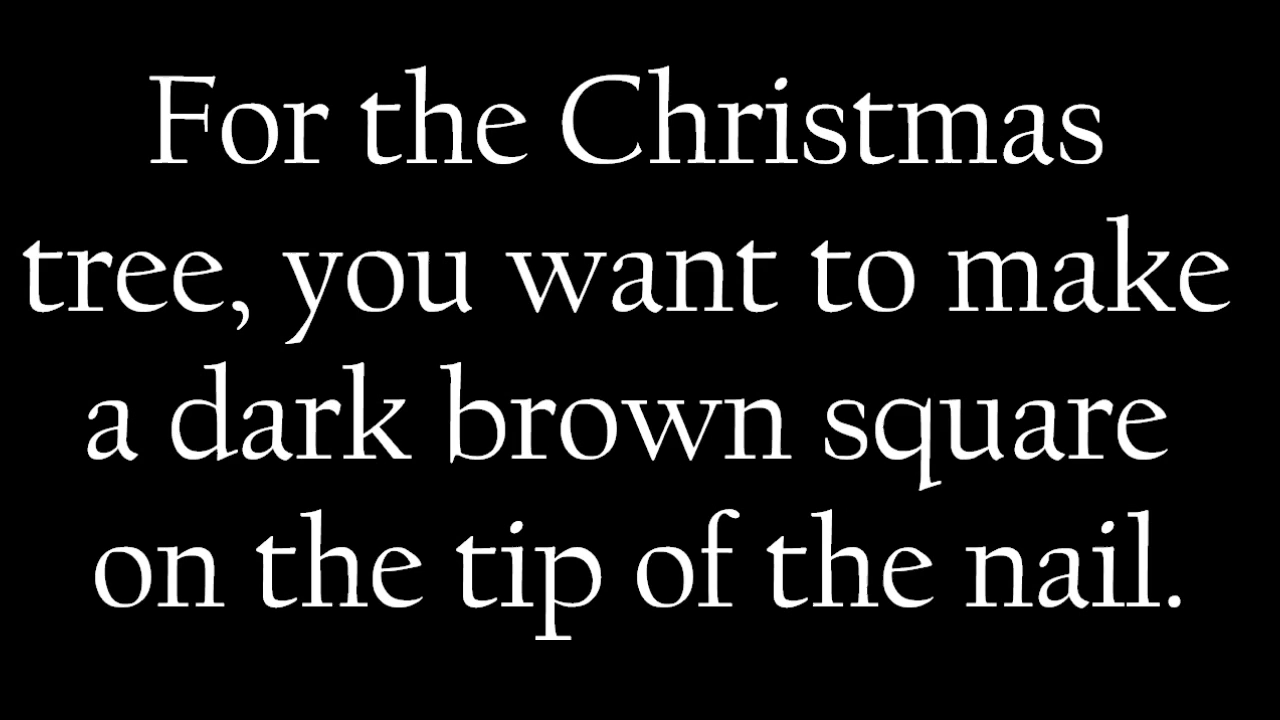 For the Christmas
tree, you want to make
a dark brown square
on the tip of the nail.